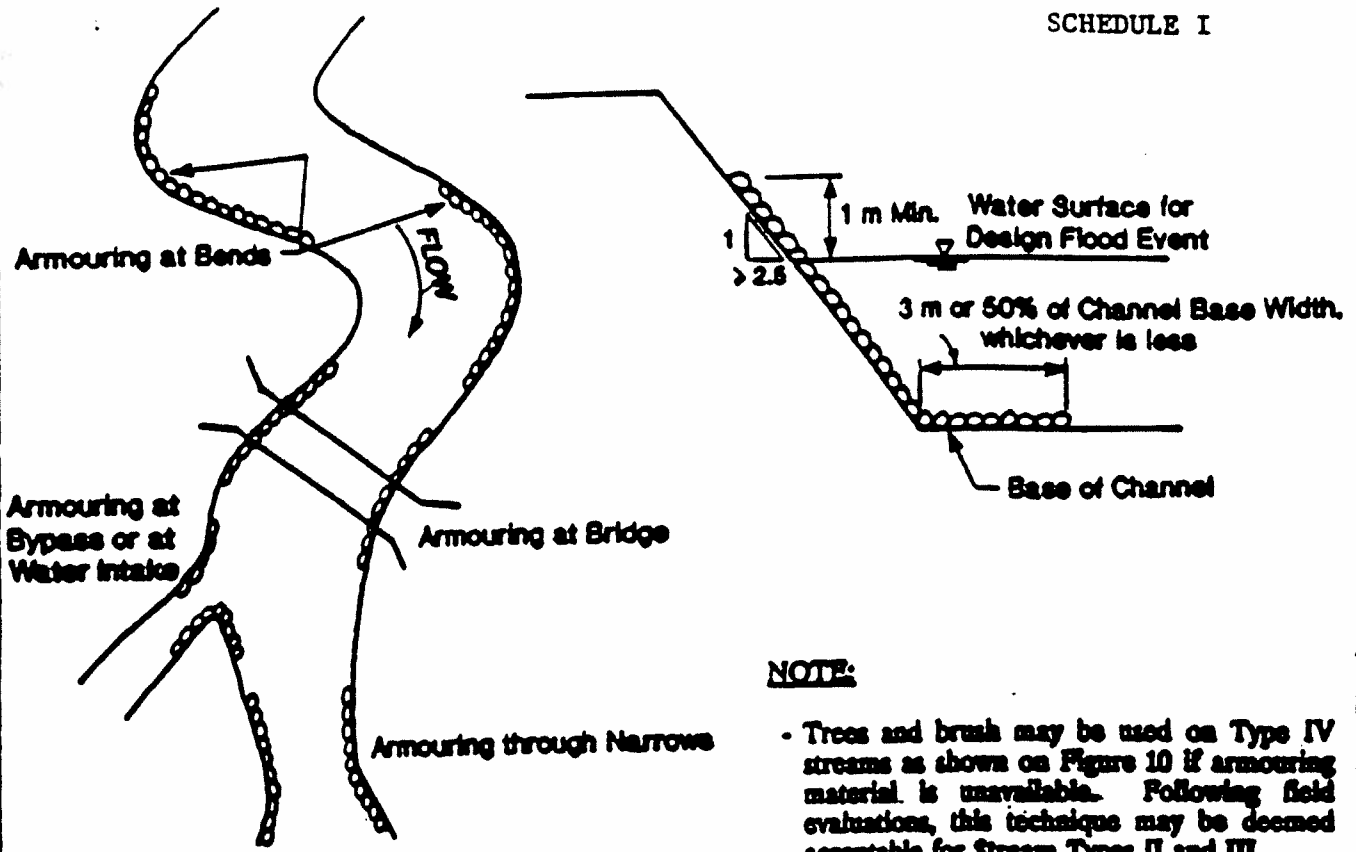 SCHEDULE I
Armouring at Bends
FLOW
1 m Min.
Water Surface for
Design Flood Event
1
> 2.5
3 m or 50% of Channel Base Width,
whichever is less
Base of Channel
Armouring at
Bypass or at
Water Intake
Armouring at Bridge
Armouring through Narrows
NOTE:
- Trees and brush may be used on Type IV
streams as shown on Figure 10 if armouring
material is unavailable. Following field
evaluations, this technique may be deemed
acceptable for Stream Types II and III